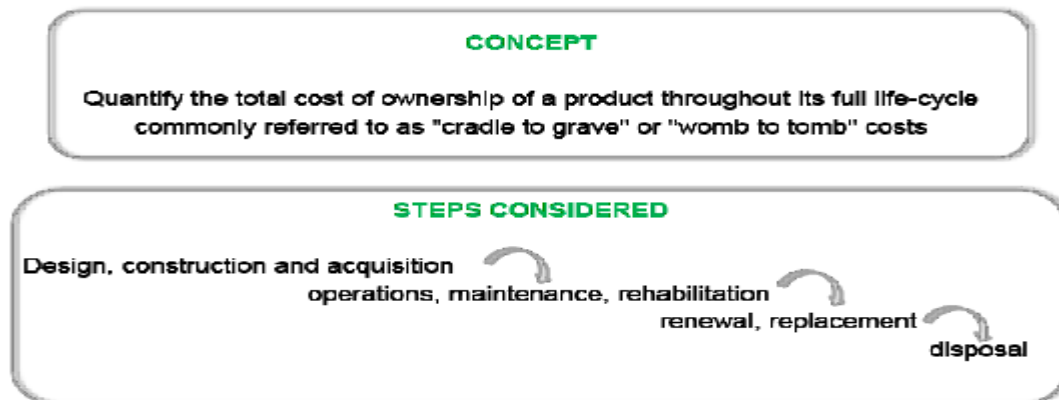 CONCEPT
Quantify the total cost of ownership of a product throughout its full life-cycle
commonly referred to as "cradle to grave" or "womb to tomb" costs
STEPS CONSIDERED
Design, construction and acquisition
operations, maintenance, rehabilitation
renewal, replacement
disposal